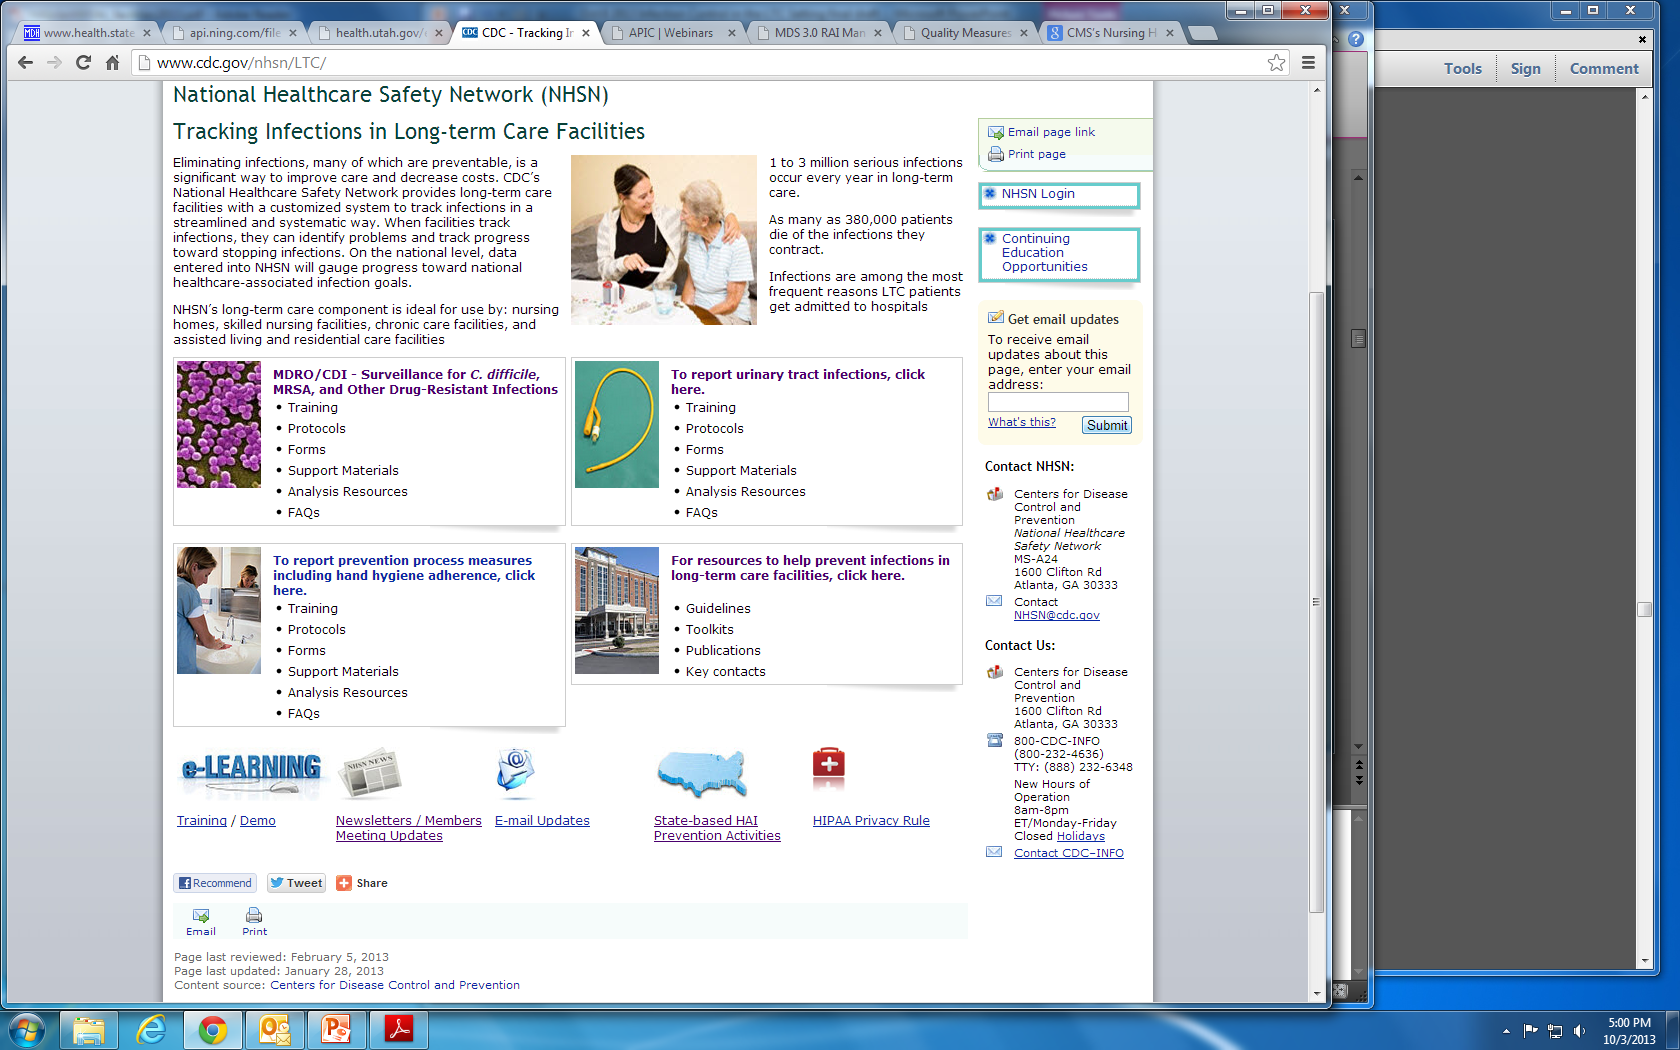 www.health.state
api.ning.com/file
health.utah.gov/
CDC - Tracking In
APIC | Webinars
MDS 3.0 RAI Man
Quality Measures
CMS's Nursing H
www.cdc.gov/nhsn/LTC/
Tools
Sign
Comment
National Healthcare Safety Network (NHSN)
Tracking Infections in Long-term Care Facilities
Eliminating infections, many of which are preventable, is a
significant way to improve care and decrease costs. CDC's
National Healthcare Safety Network provides long-term care
facilities with a customized system to track infections in a
streamlined and systematic way. When facilities track
infections, they can identify problems and track progress
toward stopping infections. On the national level, data
entered into NHSN will gauge progress toward national
healthcare-associated infection goals.
NHSN's long-term care component is ideal for use by: nursing
homes, skilled nursing facilities, chronic care facilities, and
assisted living and residential care facilities
1 to 3 million serious infections
occur every year in long-term
care.
As many as 380,000 patients
die of the infections they
contract.
Infections are among the most
frequent reasons LTC patients
get admitted to hospitals
MDRO/CDI - Surveillance for C. difficile,
MRSA, and Other Drug-Resistant Infections
• Training
• Protocols
• Forms
• Support Materials
• Analysis Resources
• FAQs
To report urinary tract infections, click
here.
• Training
• Protocols
• Forms
• Support Materials
• Analysis Resources
• FAQs
To report prevention process measures
including hand hygiene adherence, click
here.
• Training
• Protocols
• Forms
• Support Materials
• Analysis Resources
• FAQs
For resources to help prevent infections in
long-term care facilities, click here.
• Guidelines
• Toolkits
• Publications
• Key contacts
e-LEARNING
NHSN NEWS
Training / Demo
Newsletters / Members
Meeting Updates
E-mail Updates
State-based HAI
Prevention Activities
HIPAA Privacy Rule
Recommend
Tweet
Share
Email
Print
Page last reviewed: February 5, 2013
Page last updated: January 28, 2013
Content source: Centers for Disease Control and Prevention
Email page link
Print page
NHSN Login
Continuing
Education
Opportunities
Get email updates
To receive email
updates about this
page, enter your email
address:
What's this?
Submit
Contact NHSN:
Centers for Disease
Control and
Prevention
National Healthcare
Safety Network
MS-A24
1600 Clifton Rd
Atlanta, GA 30333
Contact
NHSN@cdc.gov
Contact Us:
Centers for Disease
Control and
Prevention
1600 Clifton Rd
Atlanta, GA 30333
800-CDC-INFO
(800-232-4636)
TTY: (888) 232-6348
New Hours of
Operation
8am-8pm
ET/Monday-Friday
Closed Holidays
Contact CDC–INFO
5:00 PM
10/3/2013